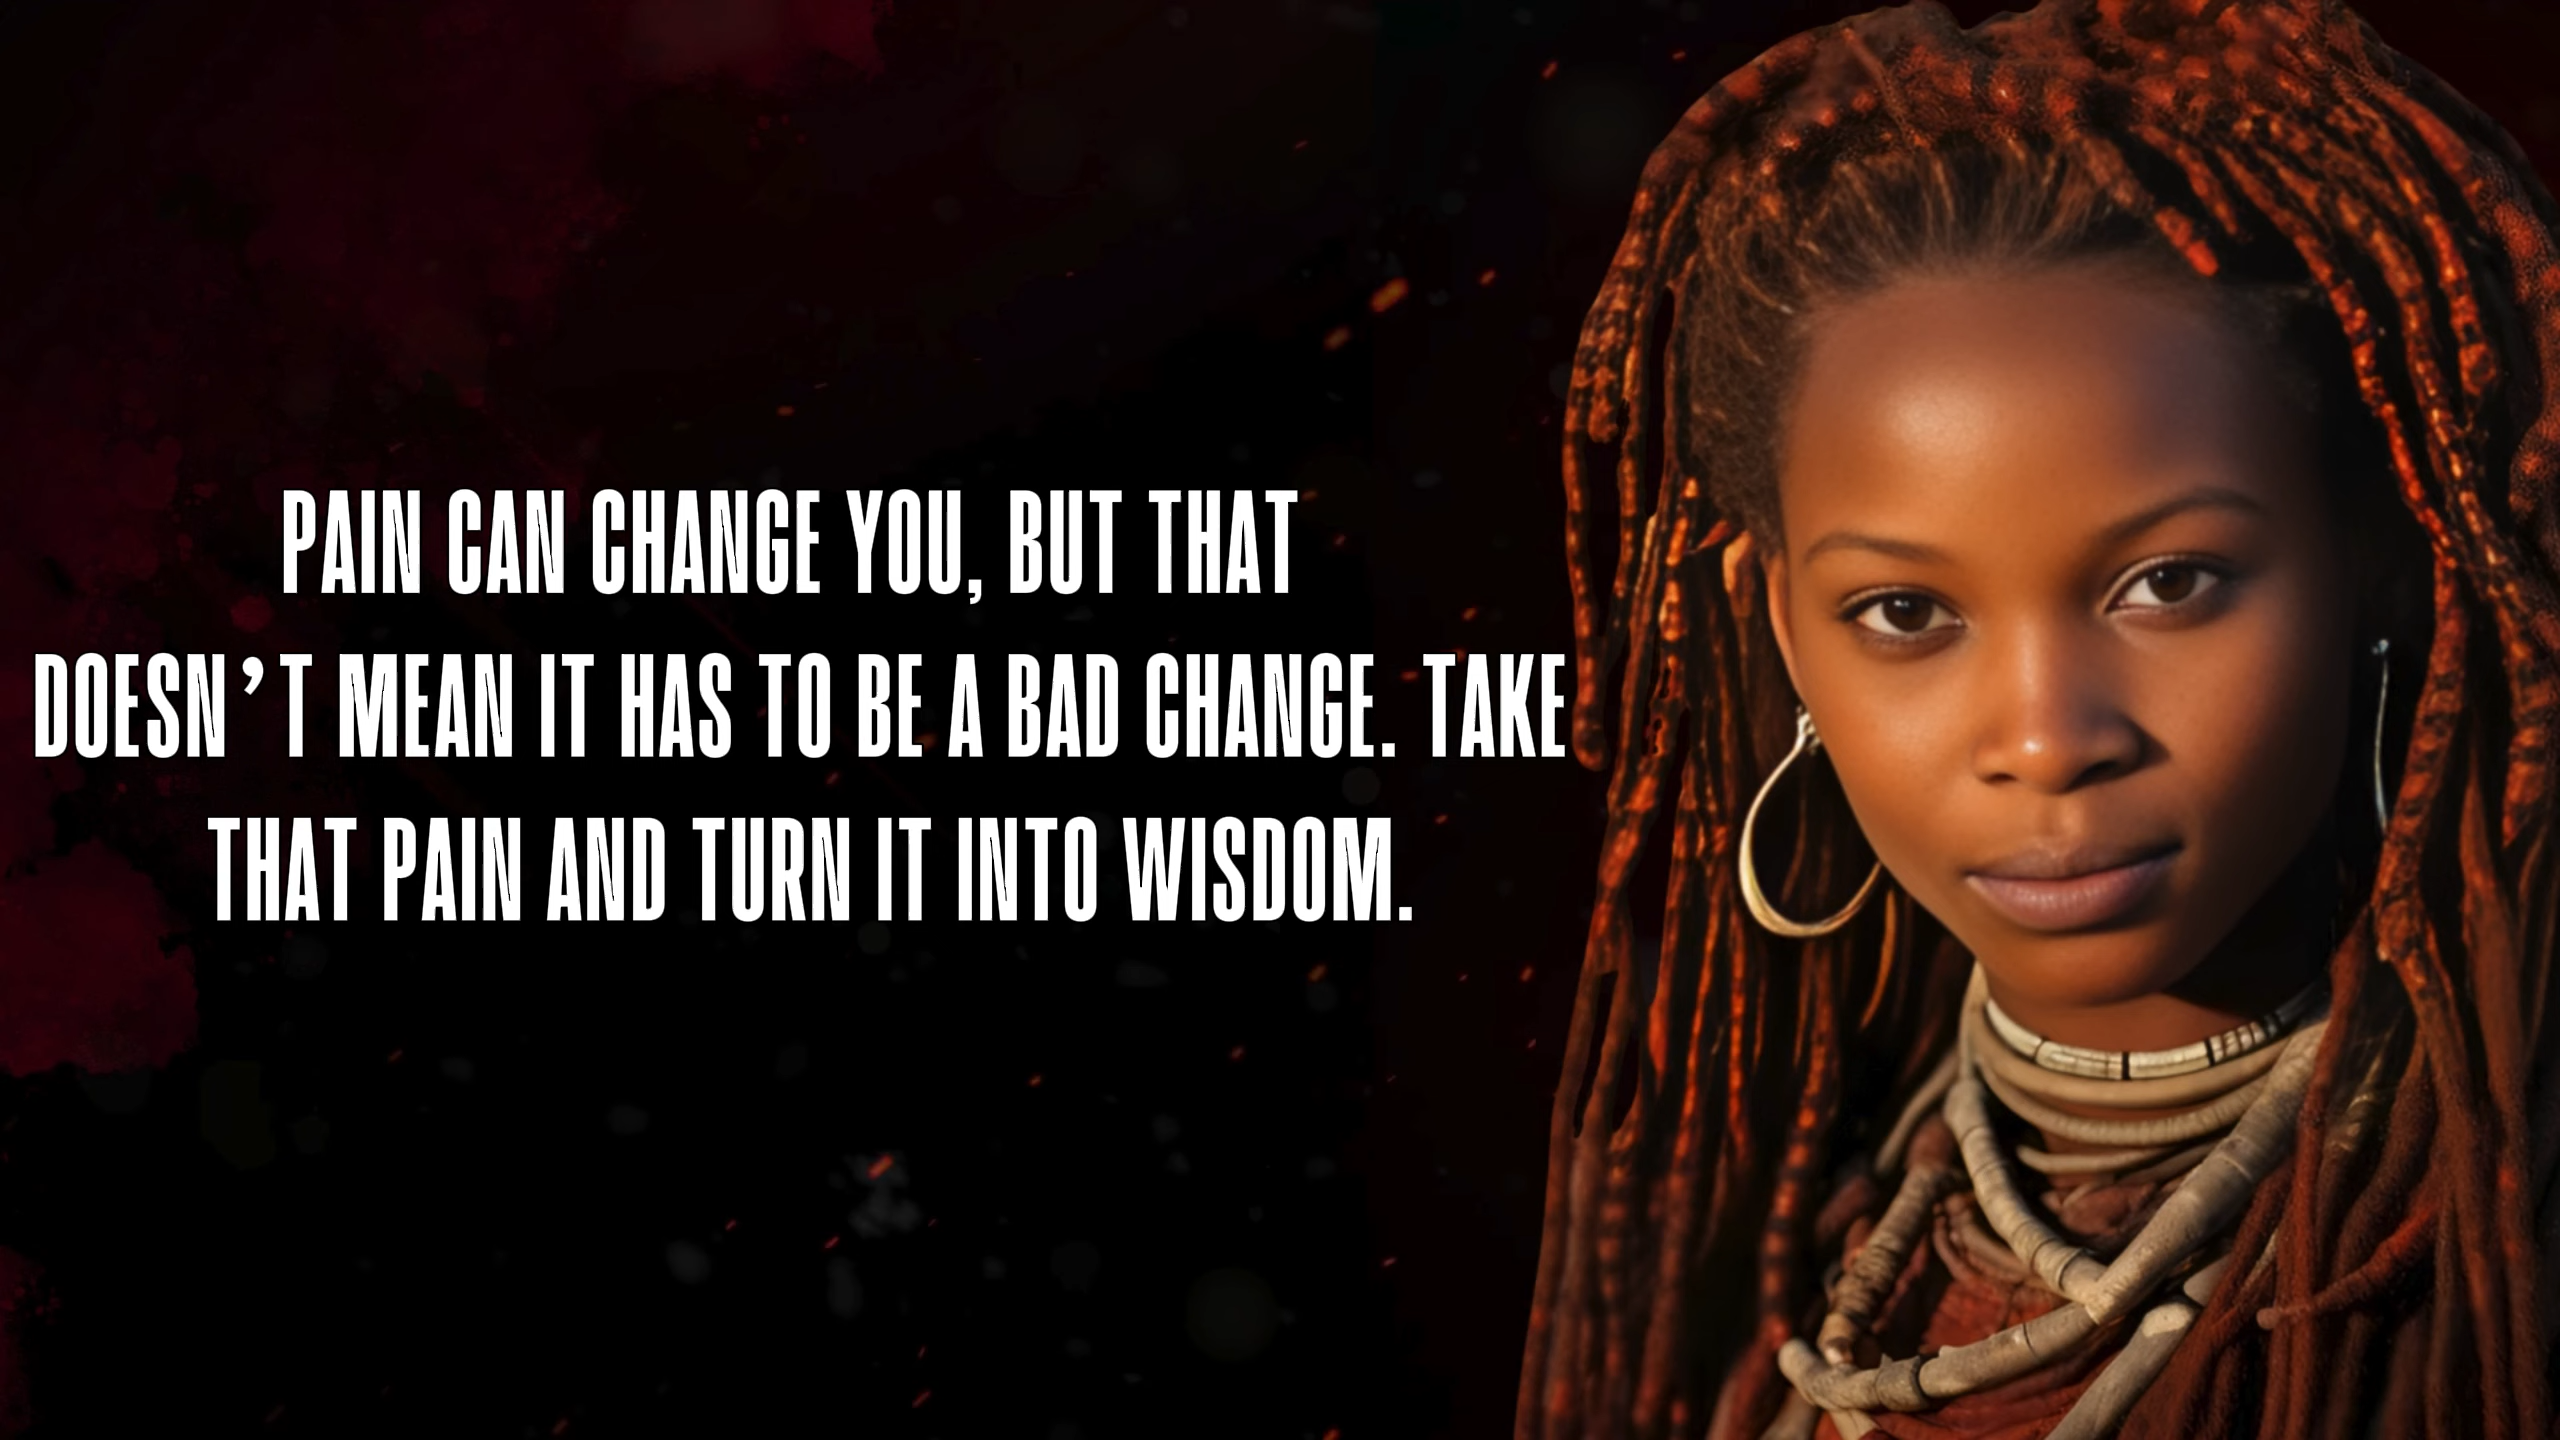 PAIN CAN CHANGE YOU, BUT THAT
DOESN’T MEAN IT HAS TO BE A BAD CHANGE. TAKE
THAT PAIN AND TURN IT INTO WISDOM.